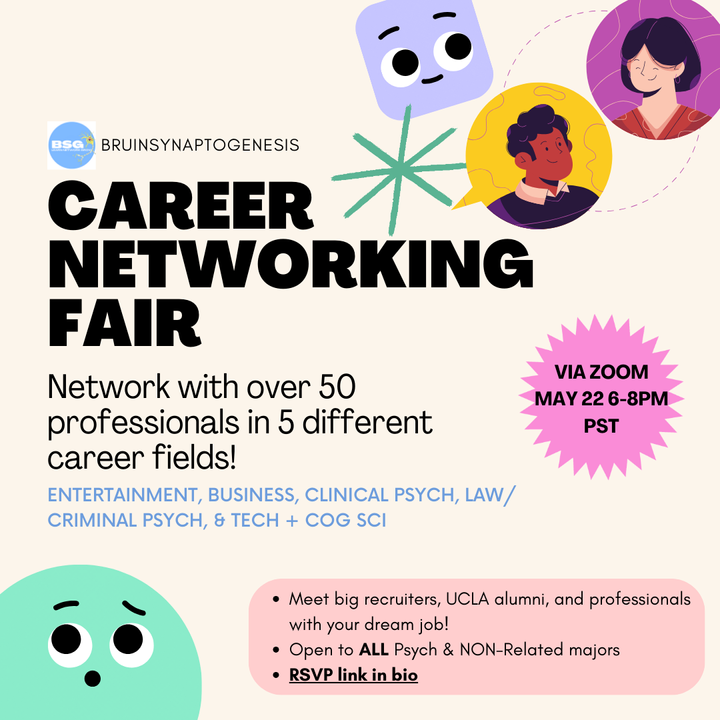 BSG
BRUINSYNAPTOGENESIS
CAREER
NETWORKING
FAIR
Network with over 50
professionals in 5 different
career fields!
ENTERTAINMENT, BUSINESS, CLINICAL PSYCH, LAW/
CRIMINAL PSYCH, & TECH + COG SCI
VIA ZOOM
MAY 22 6-8PM
PST
• Meet big recruiters, UCLA alumni, and professionals
with your dream job!
• Open to ALL Psych & NON-Related majors
• RSVP link in bio